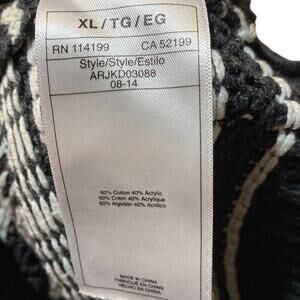 XL/TG/EG
RN 114199 CA 52199
Style/Style/Estilo
ARJKD03088
08-14
60% Cotton 40% Acrylic
60% Coton 40% Acrylique
60% Algodón 40% Acrílico
MADE IN CHINA
FABRIQUÉ EN CHINE
HECHO EN CHINA